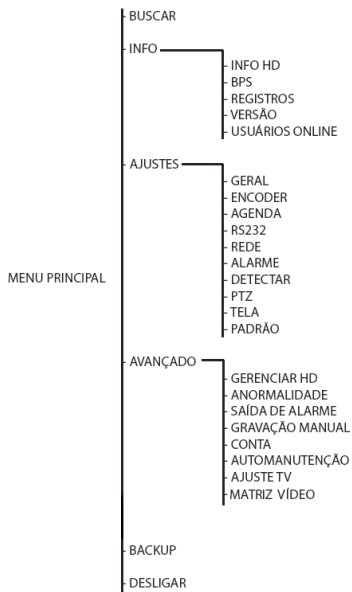 BUSCAR
INFO
INFO HD
BPS
REGISTROS
VERSÃO
USUÁRIOS ONLINE
AJUSTES
GERAL
ENCODER
AGENDA
RS232
REDE
ALARME
DETECTAR
PTZ
TELA
PADRÃO
MENU PRINCIPAL
AVANÇADO
GERENCIAR HD
ANORMALIDADE
SAÍDA DE ALARME
GRAVAÇÃO MANUAL
CONTA
AUTOMANUTENÇÃO
AJUSTE TV
MATRIZ VÍDEO
BACKUP
DESLIGAR